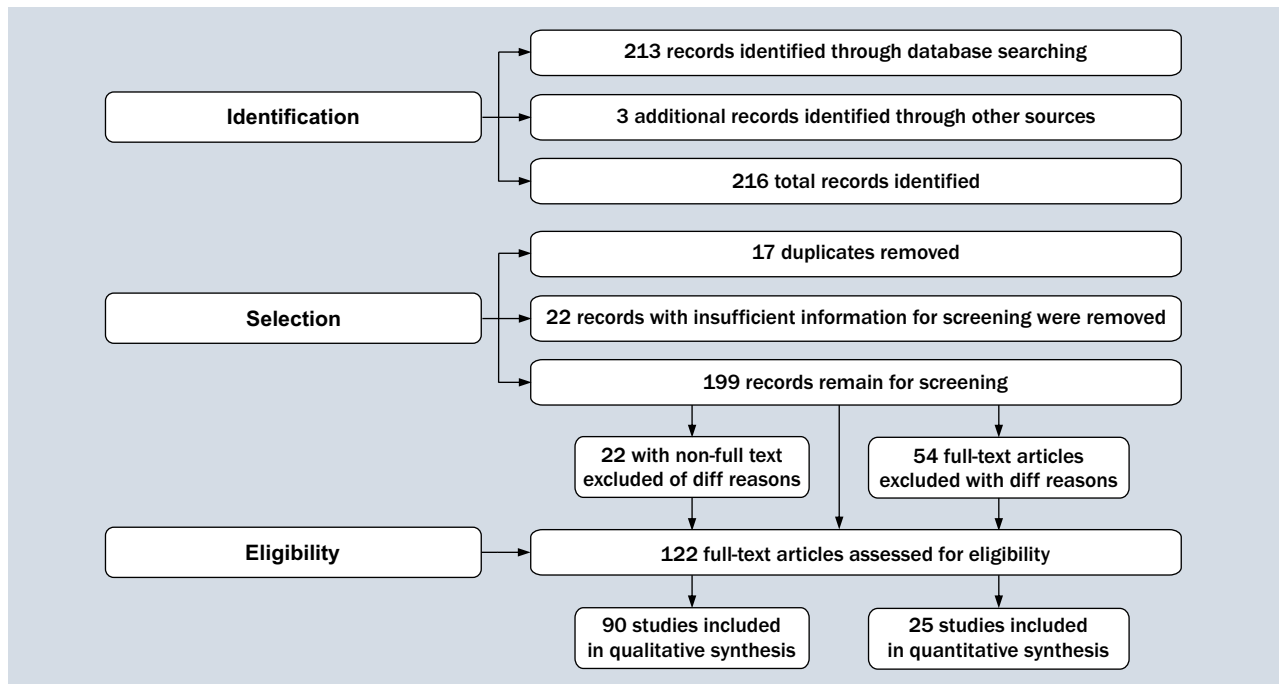 213 records identified through database searching
Identification
3 additional records identified through other sources
216 total records identified
17 duplicates removed
Selection
22 records with insufficient information for screening were removed
199 records remain for screening
22 with non-full text
excluded of diff reasons
54 full-text articles
excluded with diff reasons
Eligibility
122 full-text articles assessed for eligibility
90 studies included
in qualitative synthesis
25 studies included
in quantitative synthesis